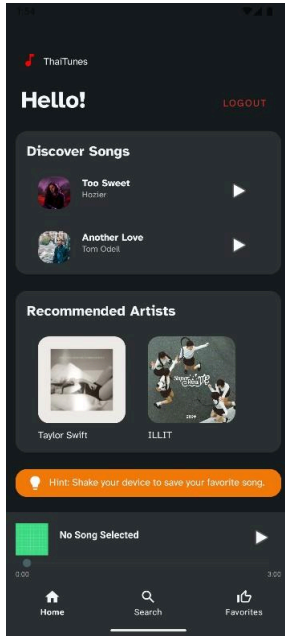 ThaiTunes
Hello!
LOGOUT
Discover Songs
Too Sweet
Hozier
Another Love
Tom Odell
Recommended Artists
Taylor Swift
ILLIT
Hint: Shake your device to save your favorite song.
No Song Selected
0:00
3:00
Home
Search
Favorites